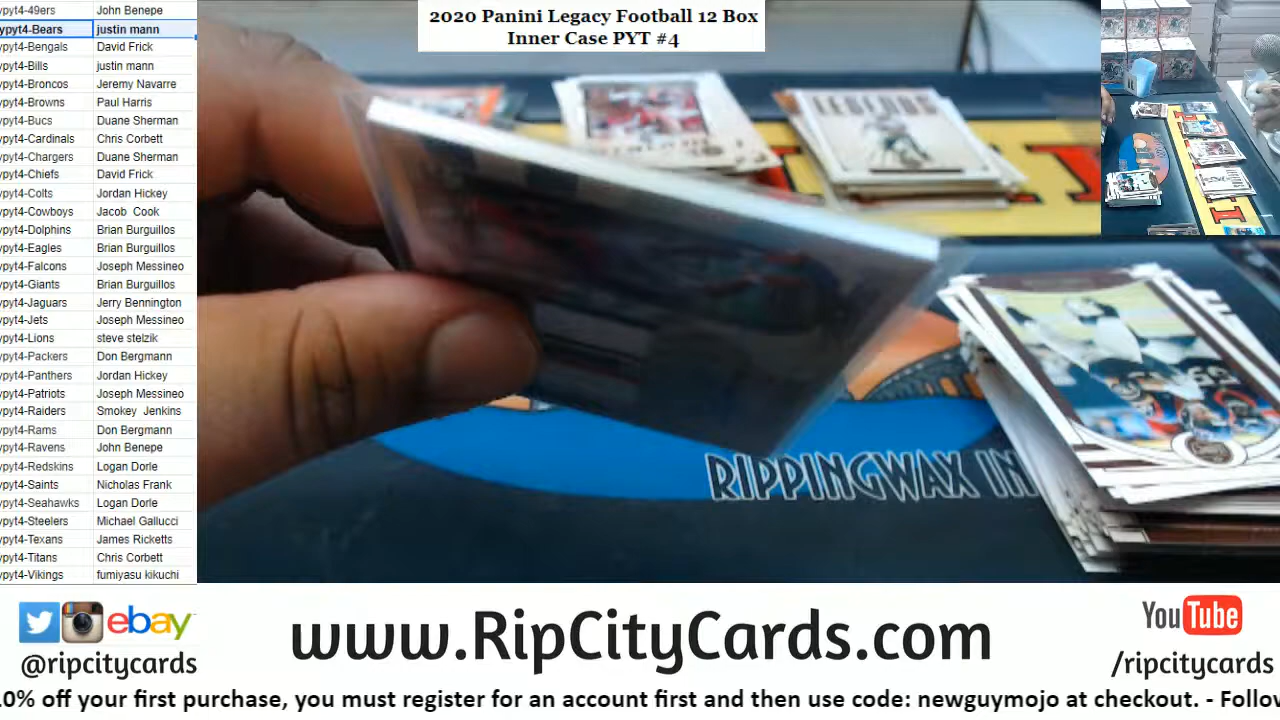 2020 Panini Legacy Football 12 Box
Inner Case PYT #4
ypyt4-49ers John Benepe
ypyt4-Bears justin mann
ypyt4-Bengals David Frick
ypyt4-Bills justin mann
ypyt4-Broncos Jeremy Navarre
ypyt4-Browns Paul Harris
ypyt4-Bucs Duane Sherman
ypyt4-Cardinals Chris Corbett
ypyt4-Chargers Duane Sherman
ypyt4-Chiefs David Frick
ypyt4-Colts Jordan Hickey
ypyt4-Cowboys Jacob Cook
ypyt4-Dolphins Brian Burguillos
ypyt4-Eagles Brian Burguillos
ypyt4-Falcons Joseph Messineo
ypyt4-Giants Brian Burguillos
ypyt4-Jaguars Jerry Bennington
ypyt4-Jets Joseph Messineo
ypyt4-Lions steve stelzik
ypyt4-Packers Don Bergmann
ypyt4-Panthers Jordan Hickey
ypyt4-Patriots Joseph Messineo
ypyt4-Raiders Smokey Jenkins
ypyt4-Rams Don Bergmann
ypyt4-Ravens John Benepe
ypyt4-Redskins Logan Dorle
ypyt4-Saints Nicholas Frank
ypyt4-Seahawks Logan Dorle
ypyt4-Steelers Michael Gallucci
ypyt4-Texans James Ricketts
ypyt4-Titans Chris Corbett
ypyt4-Vikings fumiyasu kikuchi
LEGENDS
RIPPINGWAX IN
ebay
@ripcitycards
www.RipCityCards.com
YouTube
/ripcitycards
10% off your first purchase, you must register for an account first and then use code: newguymojo at checkout. - Follow